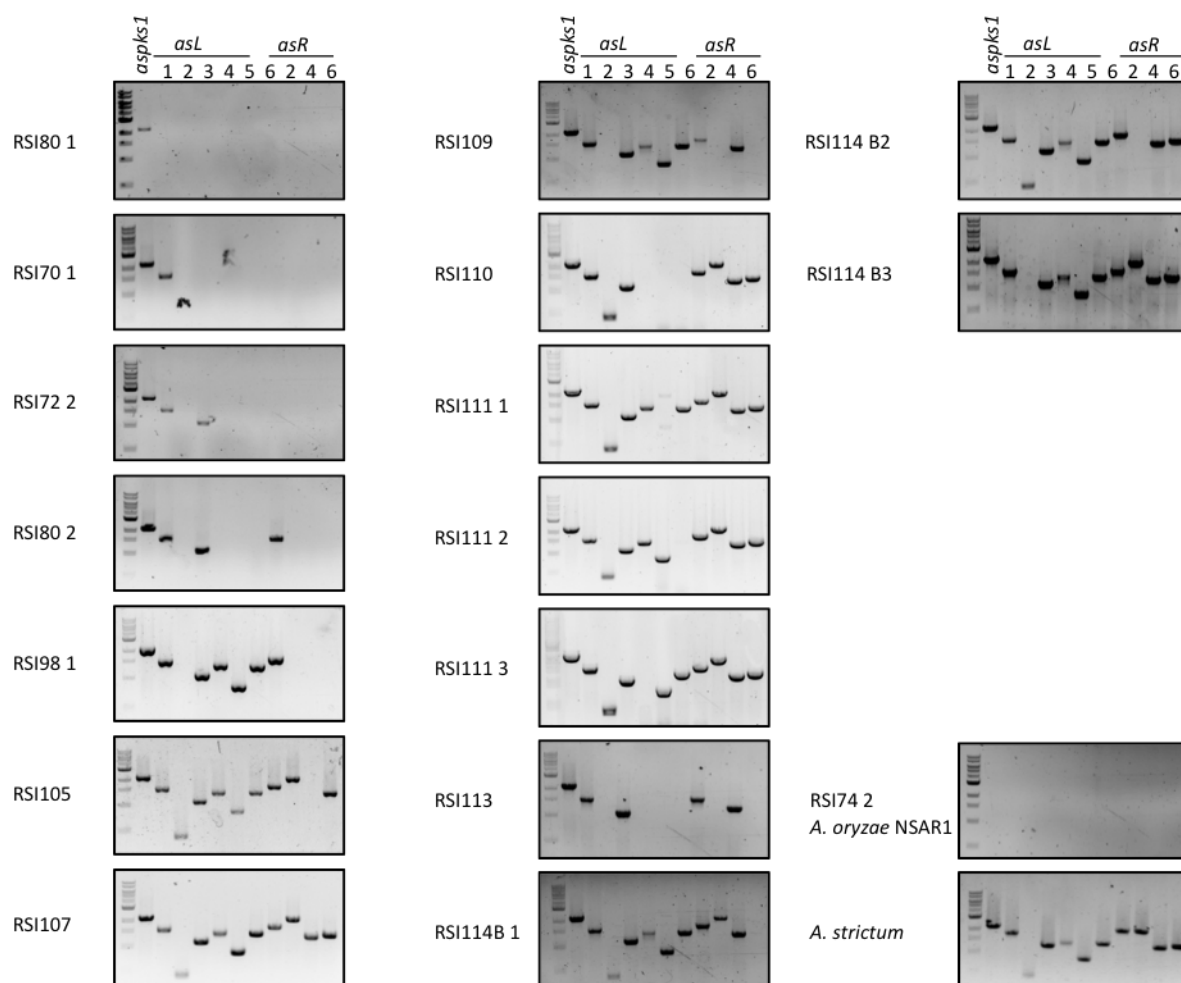 aspks1
asL asR
1 2 3 4 5 6 2 4 6
RSI80 1
RSI70 1
RSI72 2
RSI80 2
RSI98 1
RSI105
RSI107
aspks1
asL asR
1 2 3 4 5 6 2 4 6
RSI109
RSI110
RSI111 1
RSI111 2
RSI111 3
RSI113
RSI114B 1
aspks1
asL asR
1 2 3 4 5 6 2 4 6
RSI114 B2
RSI114 B3
RSI74 2
A. oryzae NSAR1
A. strictum